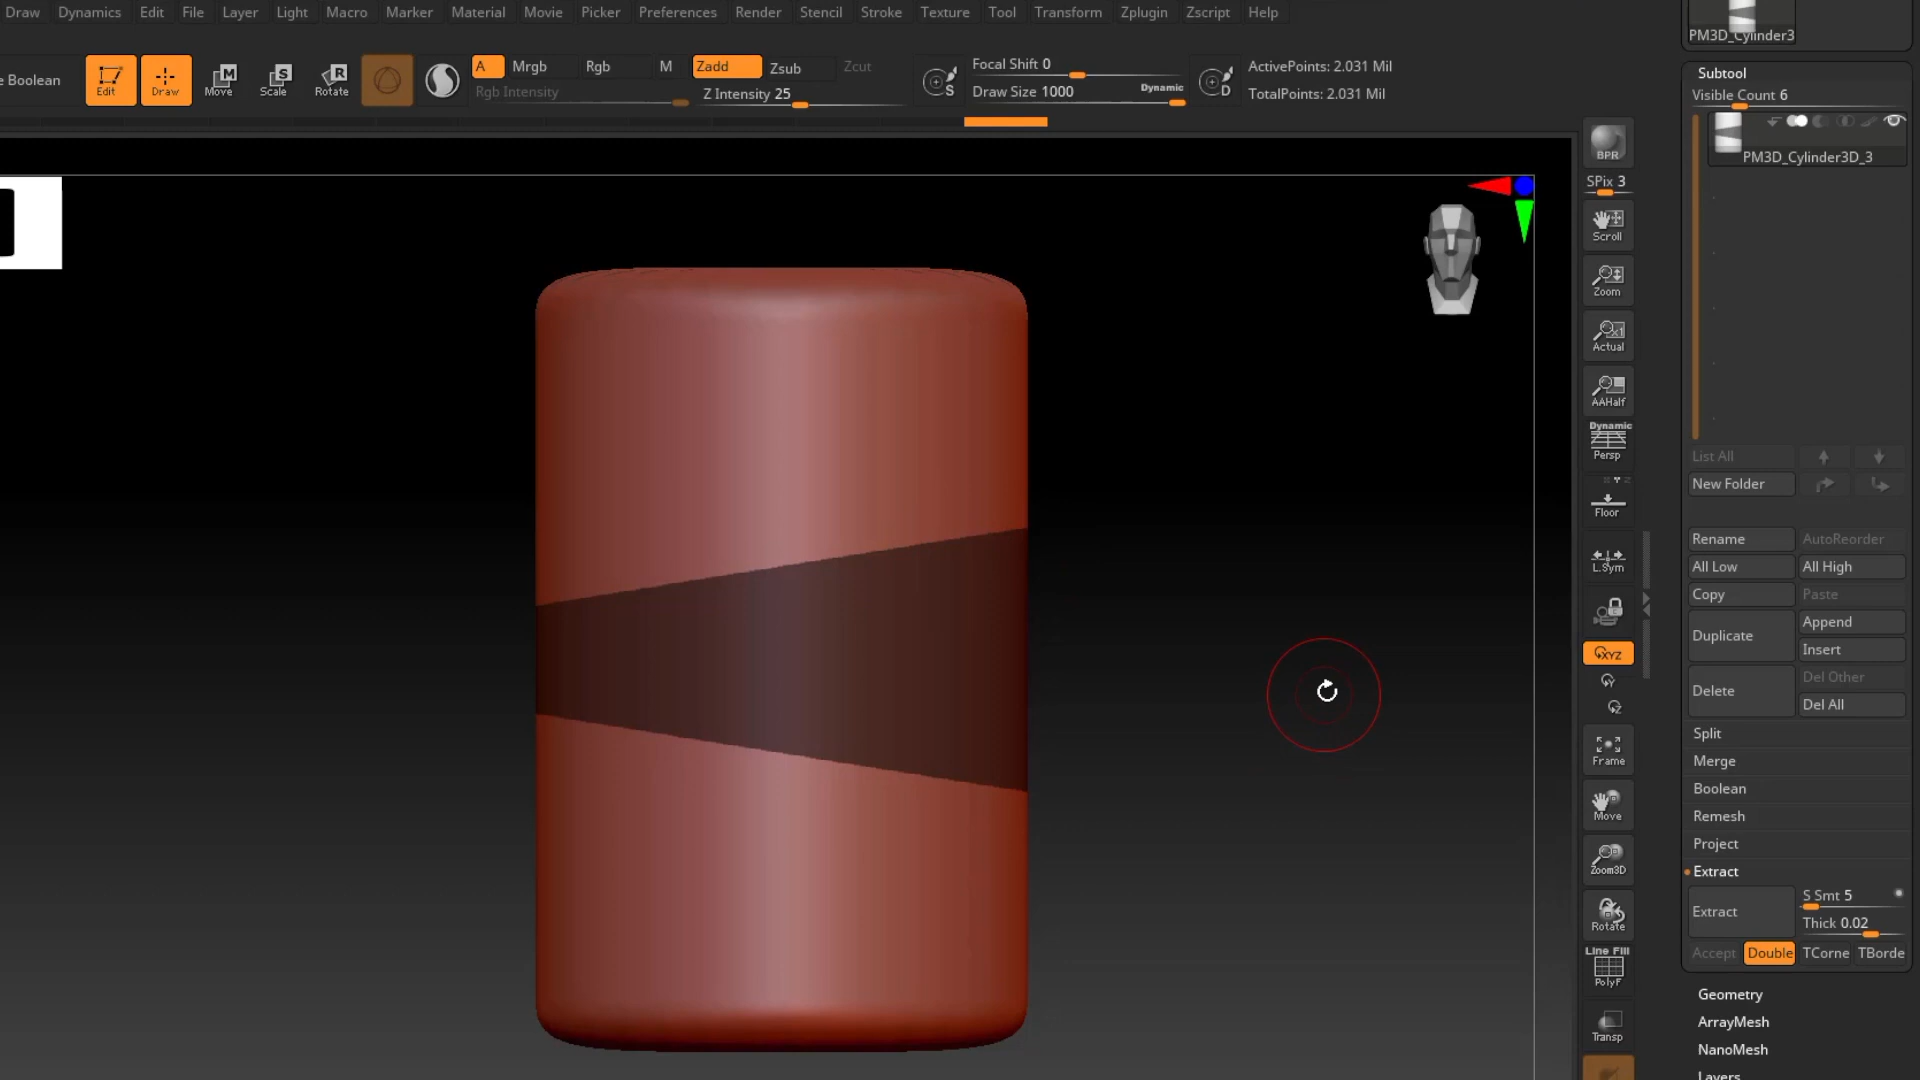 Draw Dynamics Edit File Layer Light Macro Marker Material Movie Picker Preferences Render Stencil Stroke Texture Tool Transform Zplugin Zscript Help
PM3D_Cylinder3
e Boolean
Edit
Draw
Move
M
Scale
S
Rotate
R
A Mrgb Rgb M
Rgb Intensity
Zadd Zsub Zcut
Z Intensity 25
S
Focal Shift 0
Draw Size 1000
Dynamic
D
ActivePoints: 2.031 Mil
TotalPoints: 2.031 Mil
BPR
SPix 3
Scroll
Zoom
Actual
AAHalf
Dynamic
Persp
Floor
L.Sym
XYZ
Y
Z
Frame
Move
Zoom3D
Rotate
Line Fill
PolyF
Transp
Subtool
Visible Count 6
PM3D_Cylinder3D_3
List All
New Folder
Rename AutoReorder
All Low All High
Copy Paste
Duplicate Append
Insert
Delete Del Other
Del All
Split
Merge
Boolean
Remesh
Project
Extract
Extract S Smt 5
Thick 0.02
Accept Double TCorne TBorde
Geometry
ArrayMesh
NanoMesh
Layers